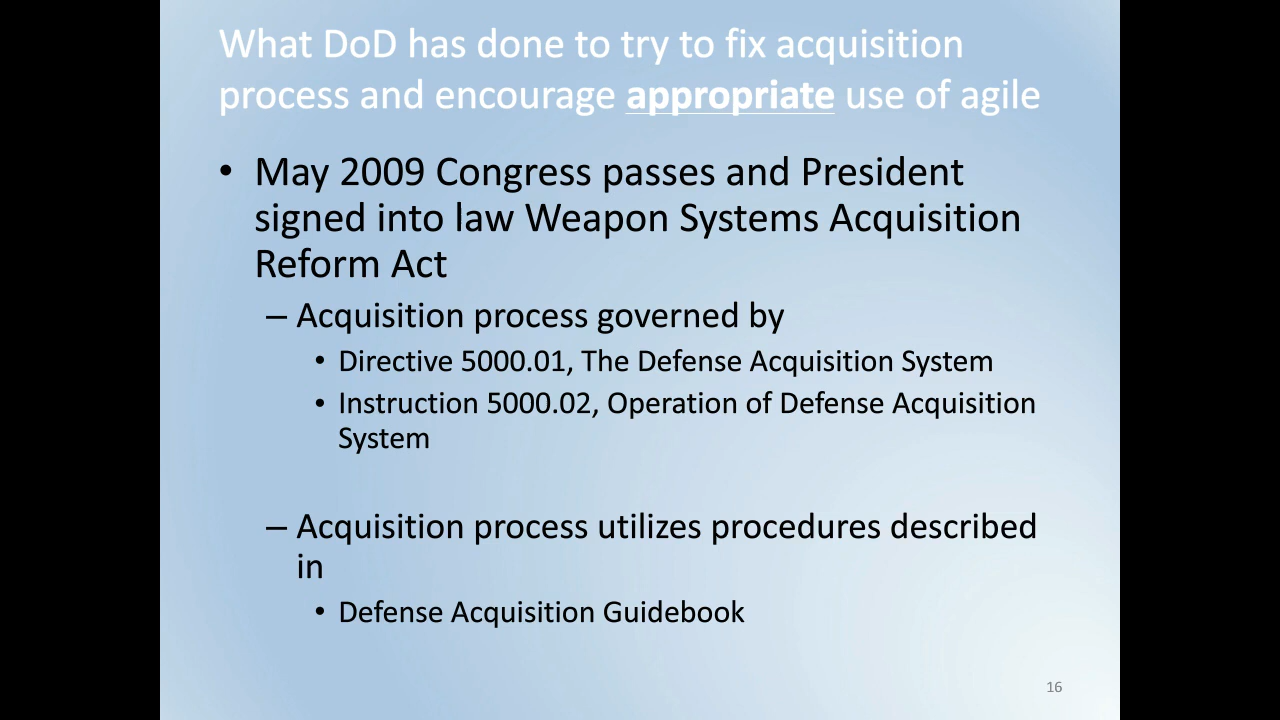 What DoD has done to try to fix acquisition
process and encourage appropriate use of agile
• May 2009 Congress passes and President
signed into law Weapon Systems Acquisition
Reform Act
– Acquisition process governed by
• Directive 5000.01, The Defense Acquisition System
• Instruction 5000.02, Operation of Defense Acquisition
System
– Acquisition process utilizes procedures described
in
• Defense Acquisition Guidebook
16